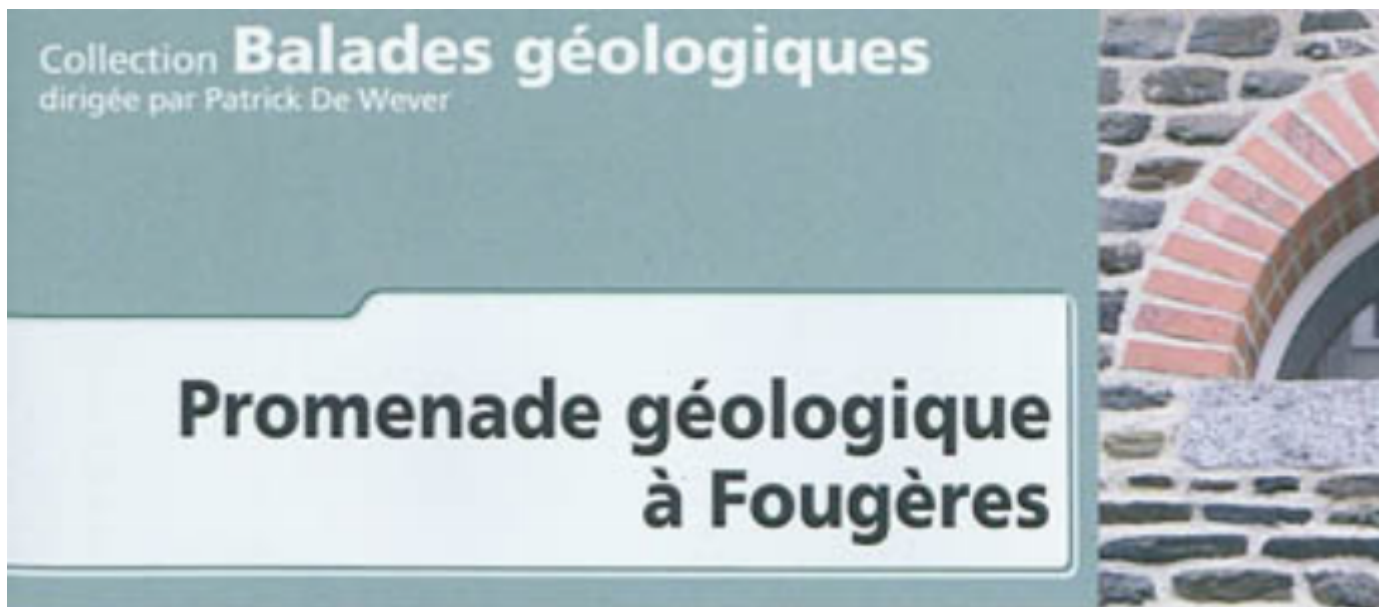 Collection Balades géologiques
dirigée par Patrick De Wever
Promenade géologique
à Fougères